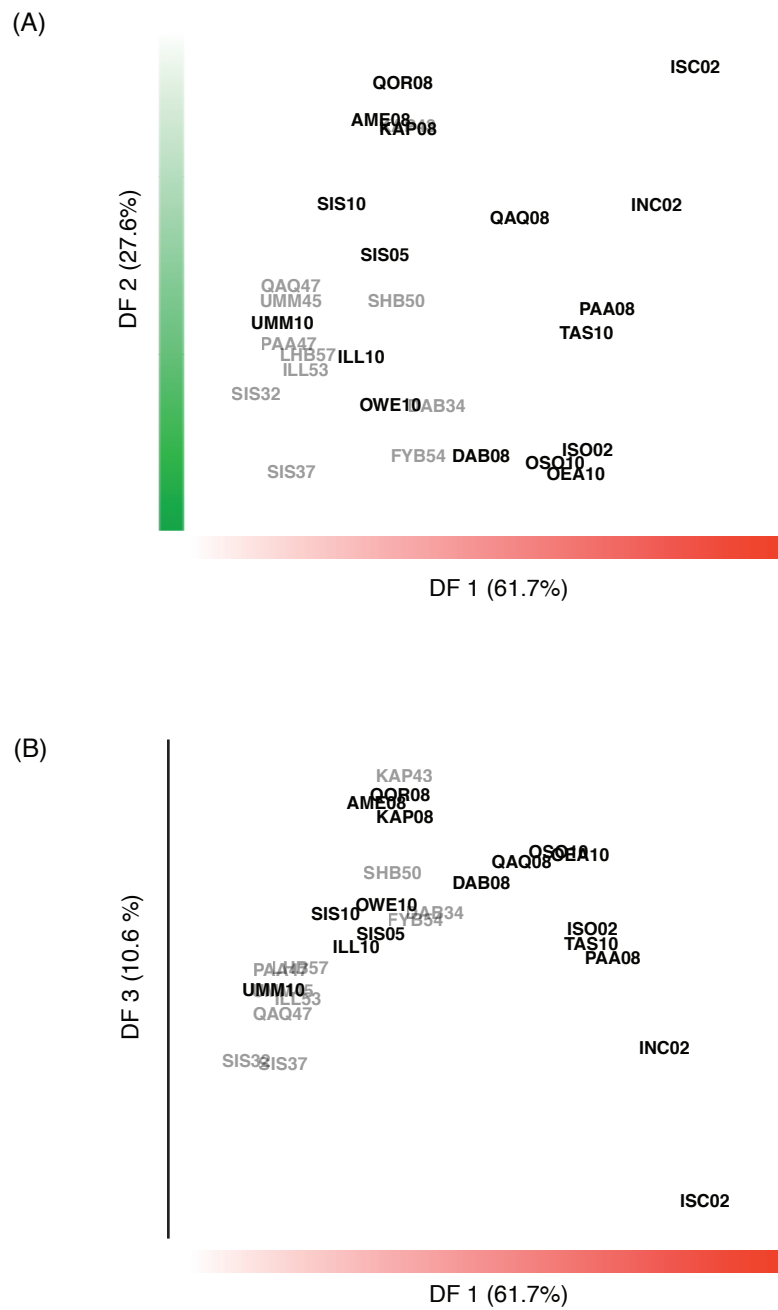 (A)
ISC02
QOR08
AME08
KAP08
SIS10
INC02
QAQ08
SIS05
DF 2 (27.6%)
QAQ47
UMM45
SHB50
PAA08
UMM10
TAS10
PAA47
LHB57
ILL10
ILL53
SIS32
OWE10
DAB34
ISO02
FYB54
DAB08
OSO10
SIS37
OEA10
DF 1 (61.7%)
(B)
KAP43
QOR08
AME08
KAP08
OSO10
OEA10
QAQ08
SHB50
DAB08
OWE10
SIS10
DAB34
FYB54
ISO02
SIS05
ILL10
TAS10
PAA08
DF 3 (10.6 %)
LHB57
PAA47
UMM10
ILL53
QAQ47
INC02
SIS32
SIS37
ISC02
DF 1 (61.7%)